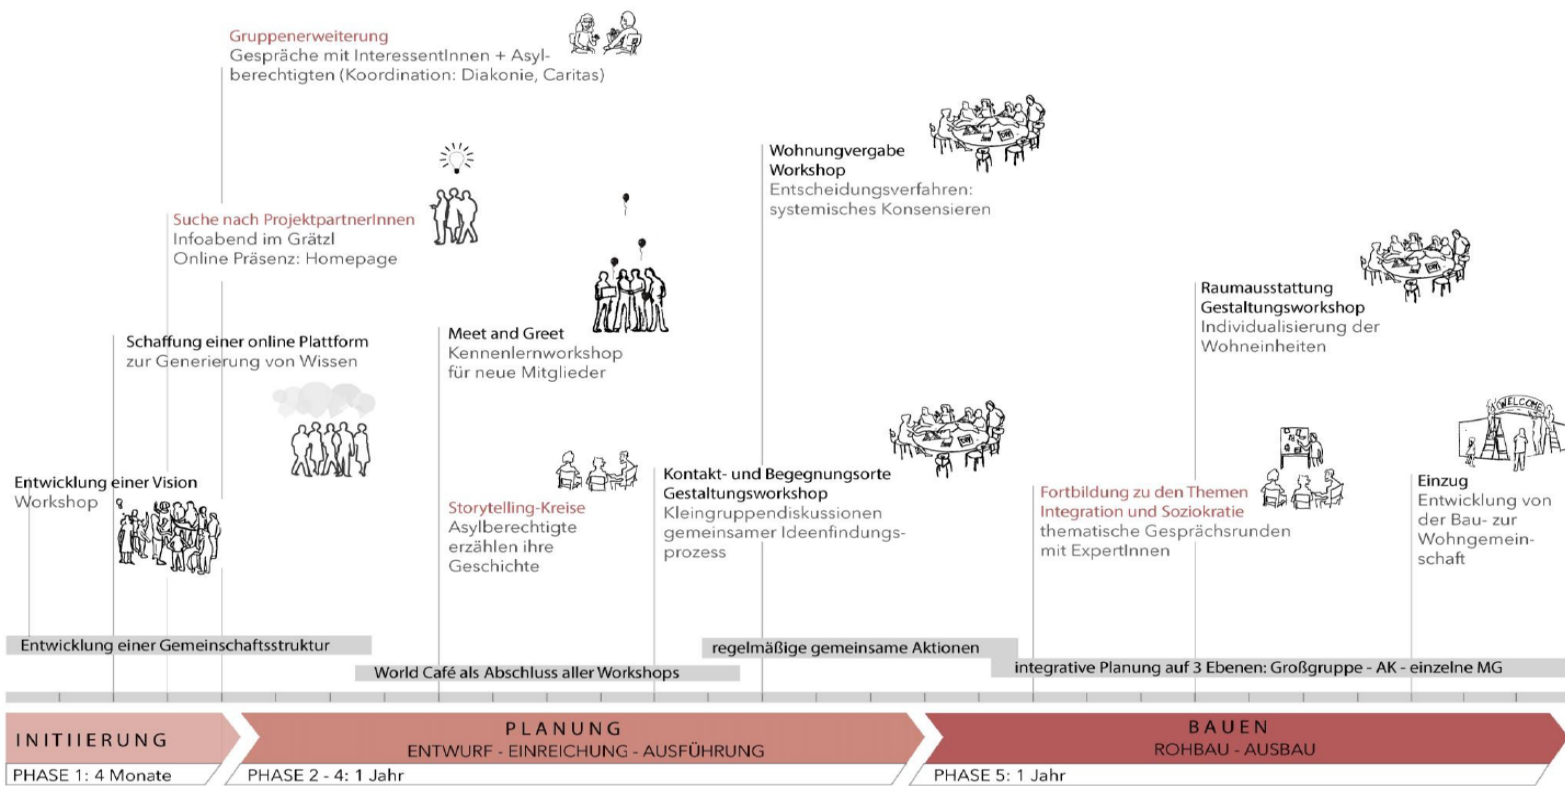 Gruppenerweiterung
Gespräche mit InteressentInnen + Asyl-
berechtigten (Koordination: Diakonie, Caritas)
Wohnungvergabe
Workshop
Entscheidungsverfahren:
systemisches Konsensieren
Suche nach ProjektpartnerInnen
Infoabend im Grätzl
Online Präsenz: Homepage
Raumausstattung
Gestaltungsworkshop
Individualisierung der
Wohneinheiten
Schaffung einer online Plattform
zur Generierung von Wissen
Meet and Greet
Kennenlernworkshop
für neue Mitglieder
WELCOME
Entwicklung einer Vision
Workshop
Storytelling-Kreise
Asylberechtigte
erzählen ihre
Geschichte
Kontakt- und Begegnungsorte
Gestaltungsworkshop
Kleingruppendiskussionen
gemeinsamer Ideenfindungs-
prozess
Fortbildung zu den Themen
Integration und Soziokratie
thematische Gesprächsrunden
mit ExpertInnen
Einzug
Entwicklung von
der Bau- zur
Wohngemein-
schaft
Entwicklung einer Gemeinschaftsstruktur
World Café als Abschluss aller Workshops
regelmäßige gemeinsame Aktionen
integrative Planung auf 3 Ebenen: Großgruppe - AK - einzelne MG
INITIIERUNG
PHASE 1: 4 Monate
PLANUNG
ENTWURF - EINREICHUNG - AUSFÜHRUNG
PHASE 2 - 4: 1 Jahr
BAUEN
ROHBAU - AUSBAU
PHASE 5: 1 Jahr